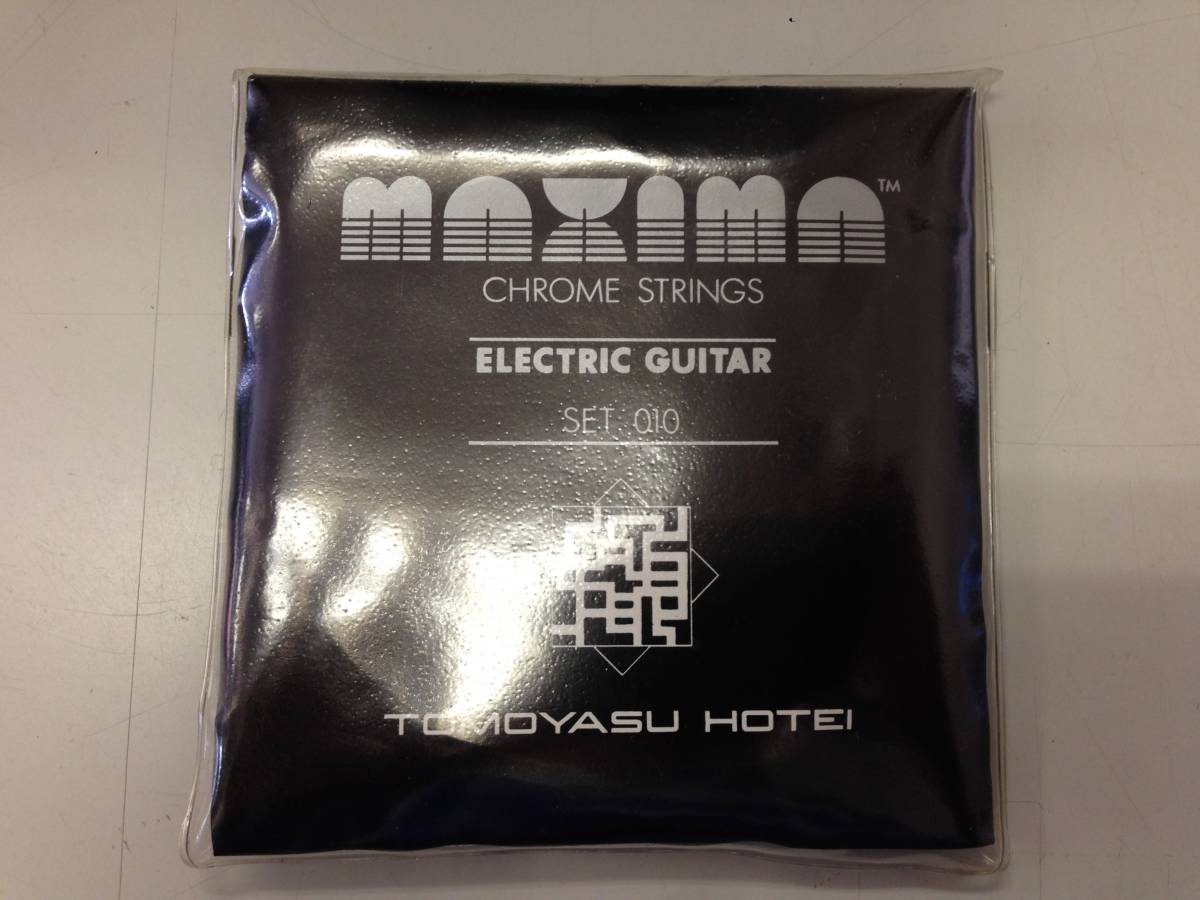 MAXIMA™
CHROME STRINGS
ELECTRIC GUITAR
SET 010
TOMOYASU HOTEI